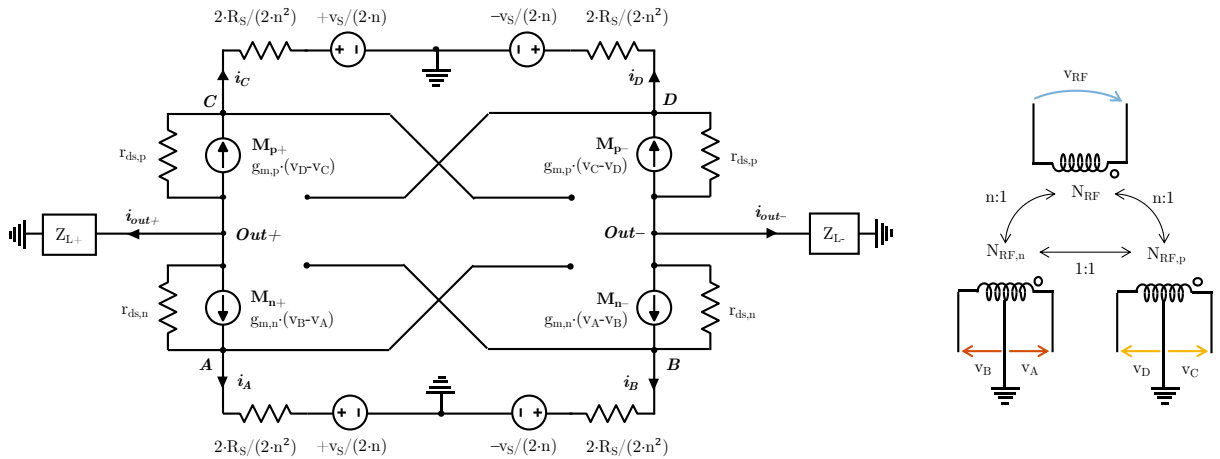 2·R_S/(2·n²) +v_S/(2·n) −v_S/(2·n) 2·R_S/(2·n²)
+ − − +
i_C i_D
C D
v_RF
M_p+ M_p−
r_ds,p g_m,p·(v_D-v_C) g_m,p·(v_C-v_D) r_ds,p
n:1 N_RF n:1
i_out+ i_out−
Z_L+ Out+ Out− Z_L-
N_RF,n N_RF,p
1:1
M_n+ M_n−
r_ds,n g_m,n·(v_B-v_A) g_m,n·(v_A-v_B) r_ds,n
A B
v_B v_A v_D v_C
i_A i_B
+ − − +
2·R_S/(2·n²) +v_S/(2·n) −v_S/(2·n) 2·R_S/(2·n²)